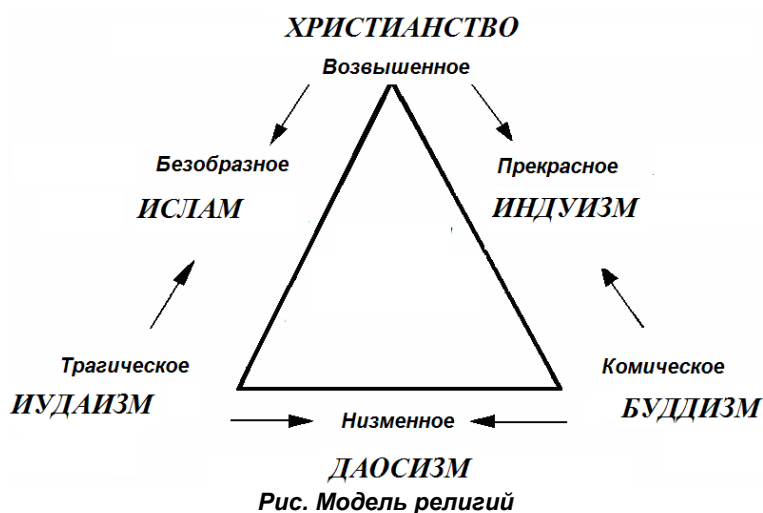 ХРИСТИАНСТВО
Возвышенное
Безобразное
Прекрасное
ИСЛАМ
ИНДУИЗМ
Трагическое
Комическое
ИУДАИЗМ
Низменное
БУДДИЗМ
ДАОСИЗМ
Рис. Модель религий